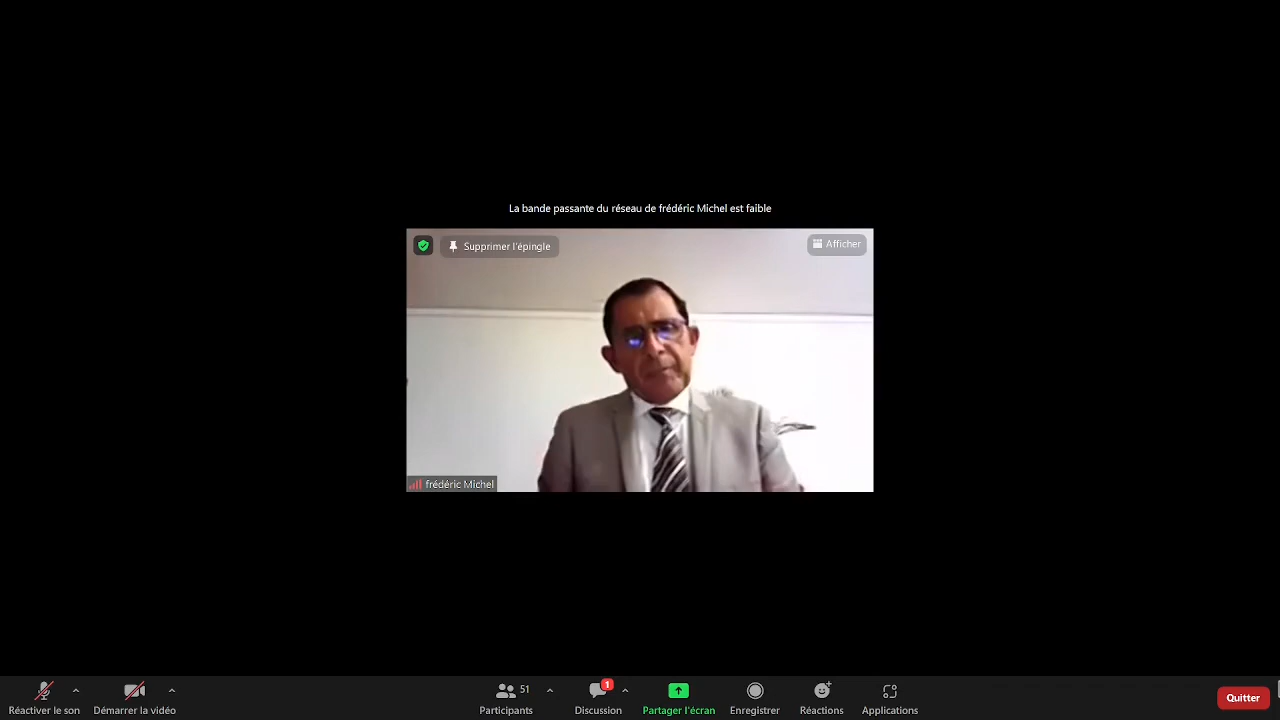 La bande passante du réseau de frédéric Michel est faible
Supprimer l'épingle
Afficher
frédéric Michel
51
1
Réactiver le son
Démarrer la vidéo
Participants
Discussion
Partager l'écran
Enregistrer
Réactions
Applications
Quitter